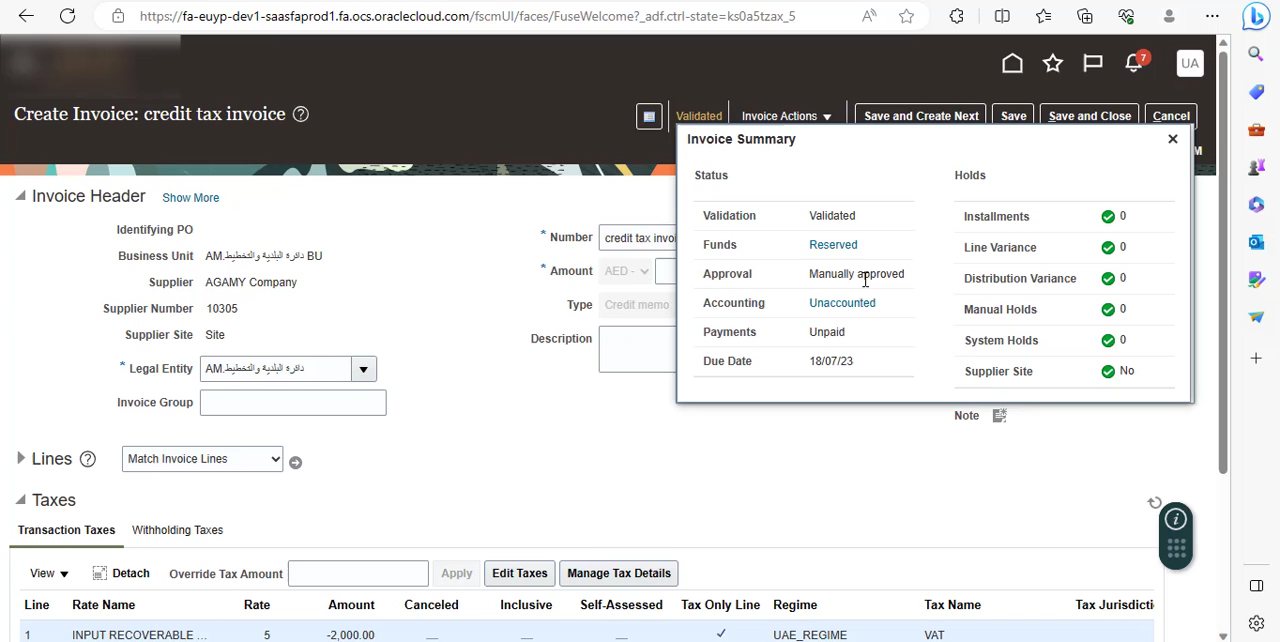 https://fa-euyp-dev1-saasfaprod1.fa.ocs.oraclecloud.com/fscmUI/faces/FuseWelcome?_adf.ctrl-state=ks0a5tzax_5
7
UA
Create Invoice: credit tax invoice
Validated
Invoice Actions
Save and Create Next
Save
Save and Close
Cancel
Invoice Summary
Status
Holds
Validation Validated
Installments 0
Funds Reserved
Line Variance 0
Approval Manually approved
Distribution Variance 0
Accounting Unaccounted
Manual Holds 0
Payments Unpaid
System Holds 0
Due Date 18/07/23
Supplier Site No
Invoice Header Show More
Identifying PO
Business Unit AM.دائرة البلدية والتخطيط BU
Supplier AGAMY Company
Supplier Number 10305
Supplier Site Site
* Legal Entity AM.دائرة البلدية والتخطيط
Invoice Group
* Number credit tax invoi
* Amount AED -
Type Credit memo
Description
Note
Lines Match Invoice Lines
Taxes
Transaction Taxes Withholding Taxes
View Detach Override Tax Amount Apply Edit Taxes Manage Tax Details
Line Rate Name Rate Amount Canceled Inclusive Self-Assessed Tax Only Line Regime Tax Name Tax Jurisdicti
1 INPUT RECOVERABLE ... 5 -2,000.00 UAE_REGIME VAT